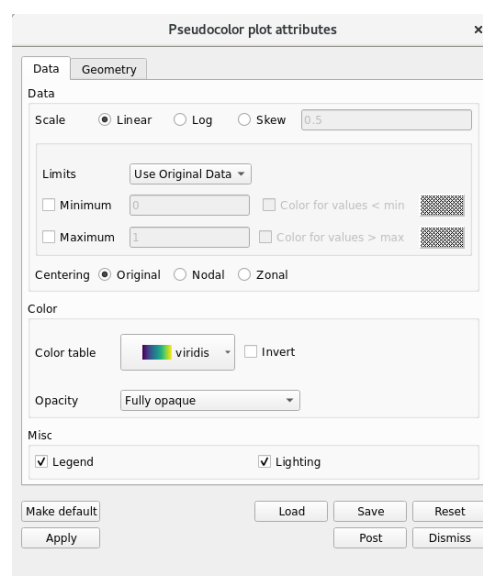 Pseudocolor plot attributes ×
Data Geometry
Data
Scale Linear Log Skew 0.5
Limits Use Original Data
Minimum 0 Color for values < min
Maximum 1 Color for values > max
Centering Original Nodal Zonal
Color
Color table viridis Invert
Opacity Fully opaque
Misc
Legend Lighting
Make default Load Save Reset
Apply Post Dismiss